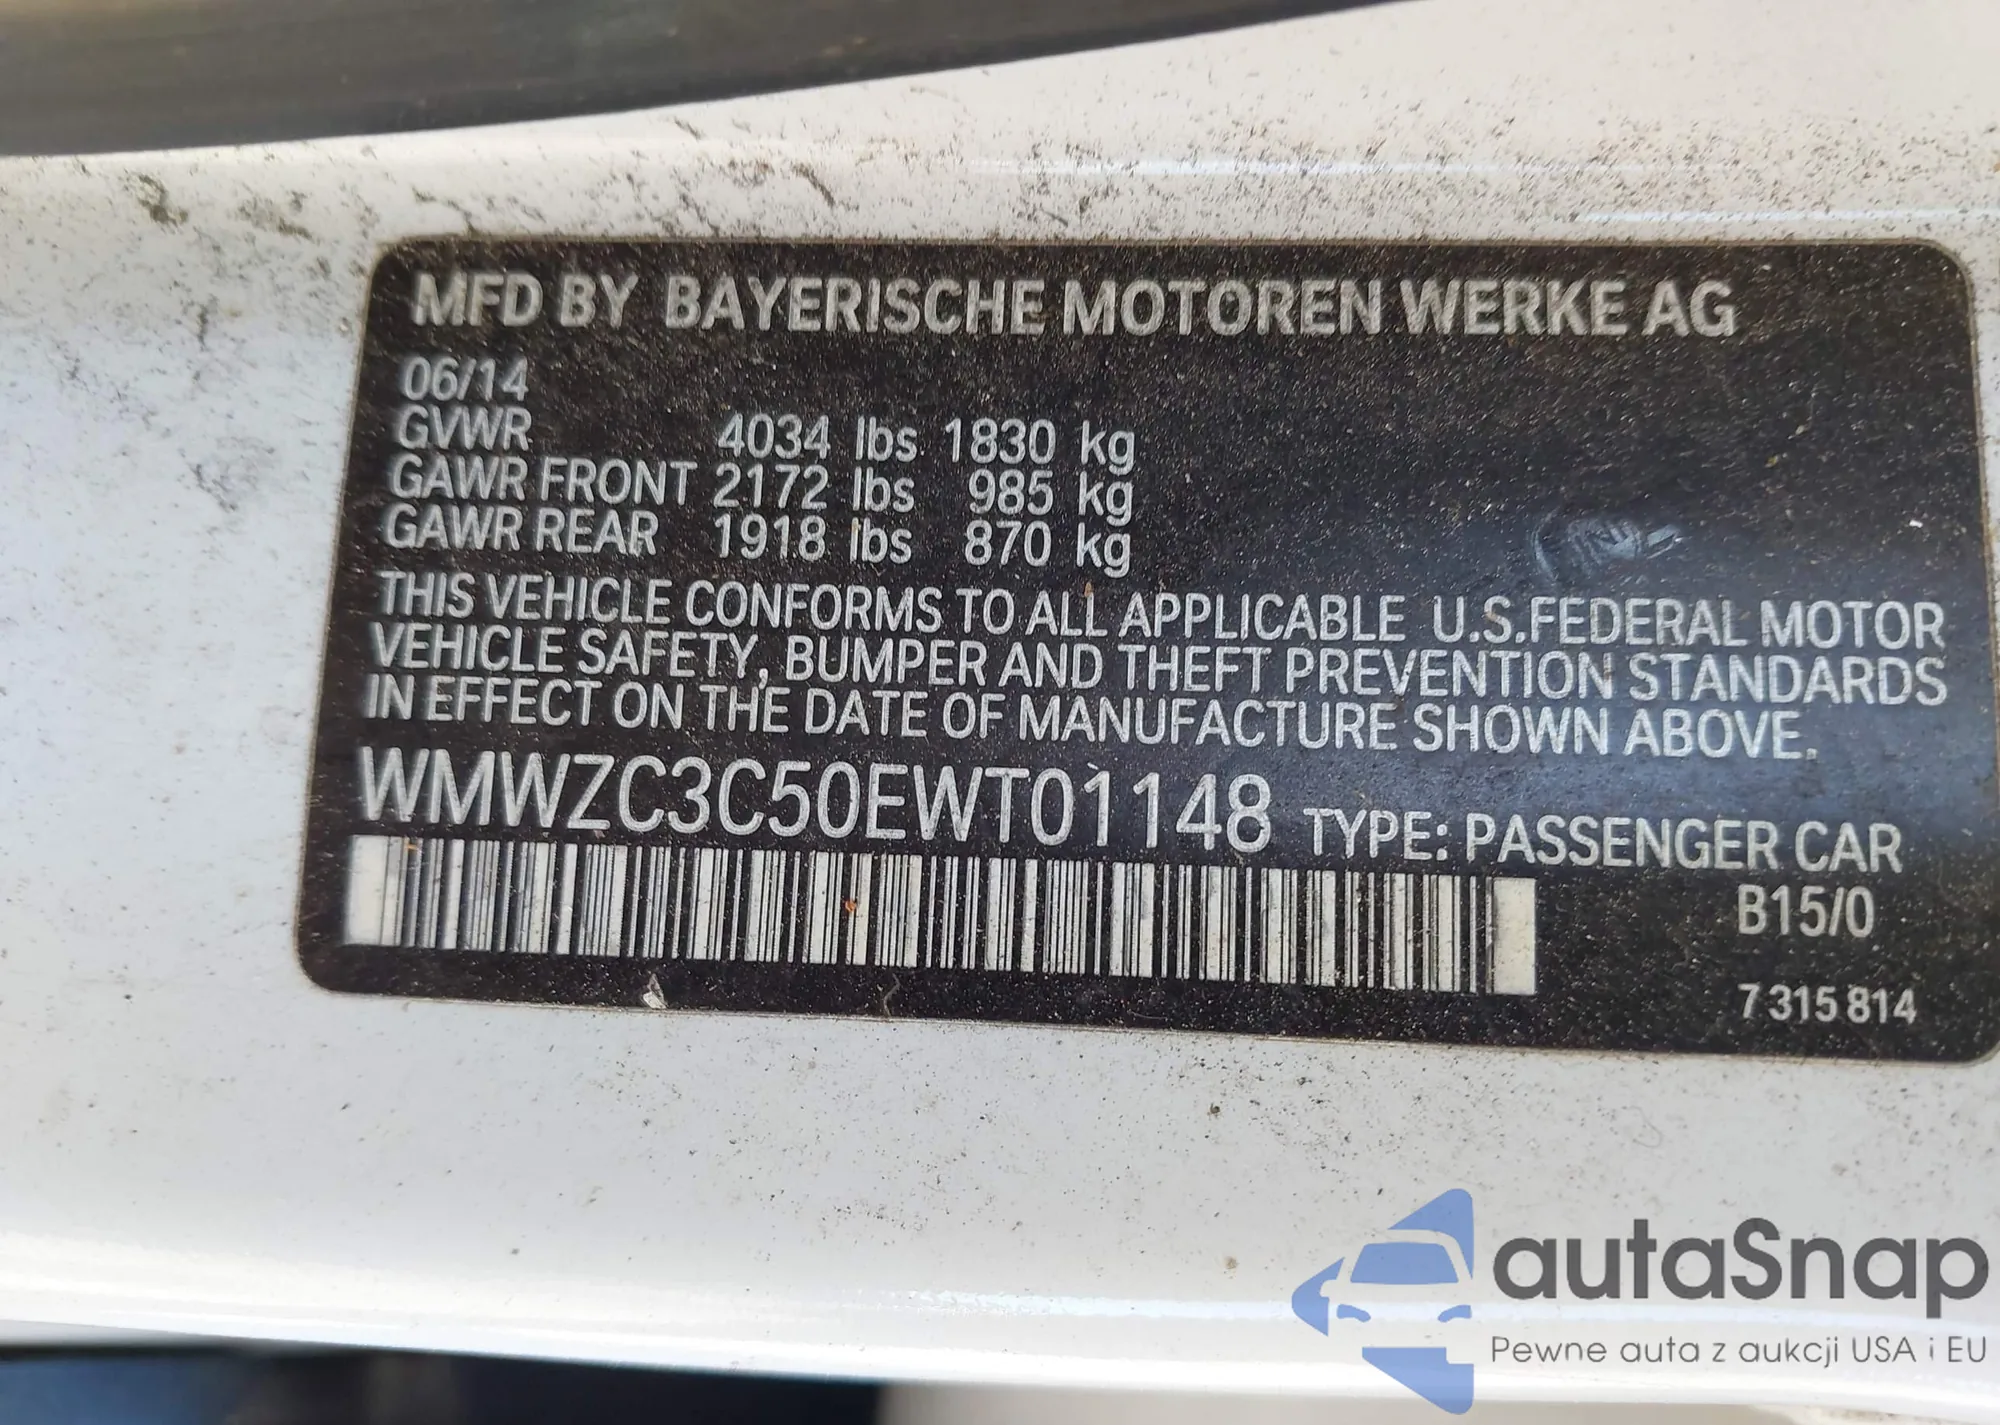 MFD BY BAYERISCHE MOTOREN WERKE AG
06/14
GVWR 4034 lbs 1830 kg
GAWR FRONT 2172 lbs 985 kg
GAWR REAR 1918 lbs 870 kg
THIS VEHICLE CONFORMS TO ALL APPLICABLE U.S.FEDERAL MOTOR
VEHICLE SAFETY, BUMPER AND THEFT PREVENTION STANDARDS
IN EFFECT ON THE DATE OF MANUFACTURE SHOWN ABOVE.
WMWZC3C50EWT01148 TYPE: PASSENGER CAR
B15/0
7 315 814
autaSnap
Pewne auta z aukcji USA i EU